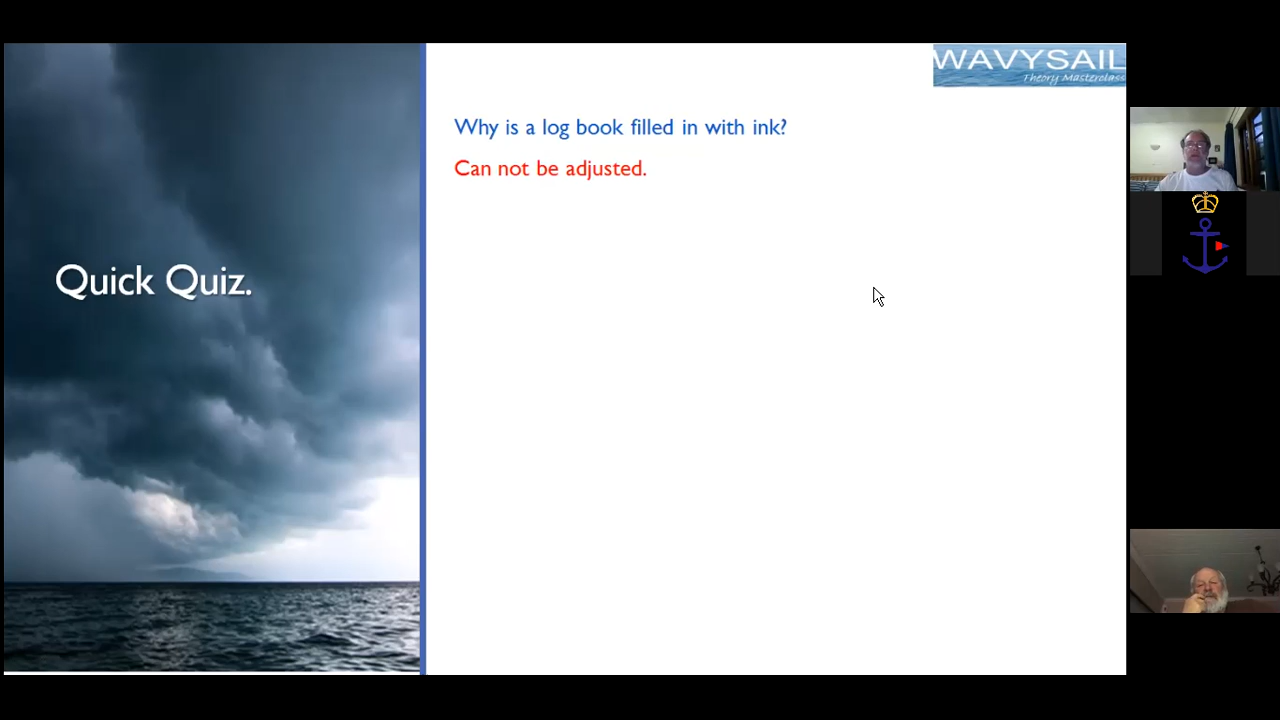 WAVYSAIL
Theory Masterclass
Why is a log book filled in with ink?
Can not be adjusted.
Quick Quiz.